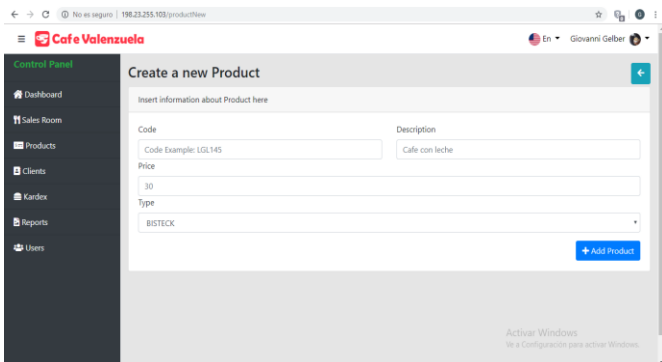 No es seguro | 198.23.255.103/productNew
Cafe Valenzuela
En
Giovanni Gelber
Control Panel
Dashboard
Sales Room
Products
Clients
Kardex
Reports
Users
Create a new Product
Insert information about Product here
Code
Description
Code Example: LGL145
Cafe con leche
Price
30
Type
BISTECK
+ Add Product
Activar Windows
Ve a Configuración para activar Windows.